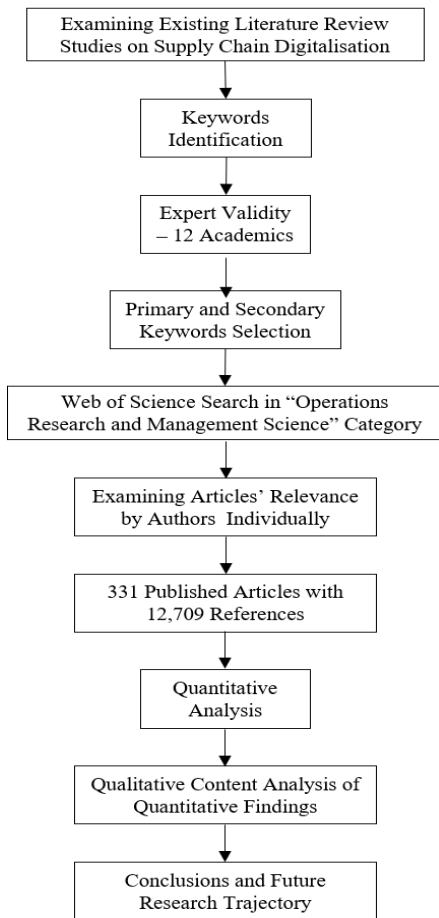 Examining Existing Literature Review
Studies on Supply Chain Digitalisation
Keywords
Identification
Expert Validity
– 12 Academics
Primary and Secondary
Keywords Selection
Web of Science Search in “Operations
Research and Management Science” Category
Examining Articles’ Relevance
by Authors Individually
331 Published Articles with
12,709 References
Quantitative
Analysis
Qualitative Content Analysis of
Quantitative Findings
Conclusions and Future
Research Trajectory